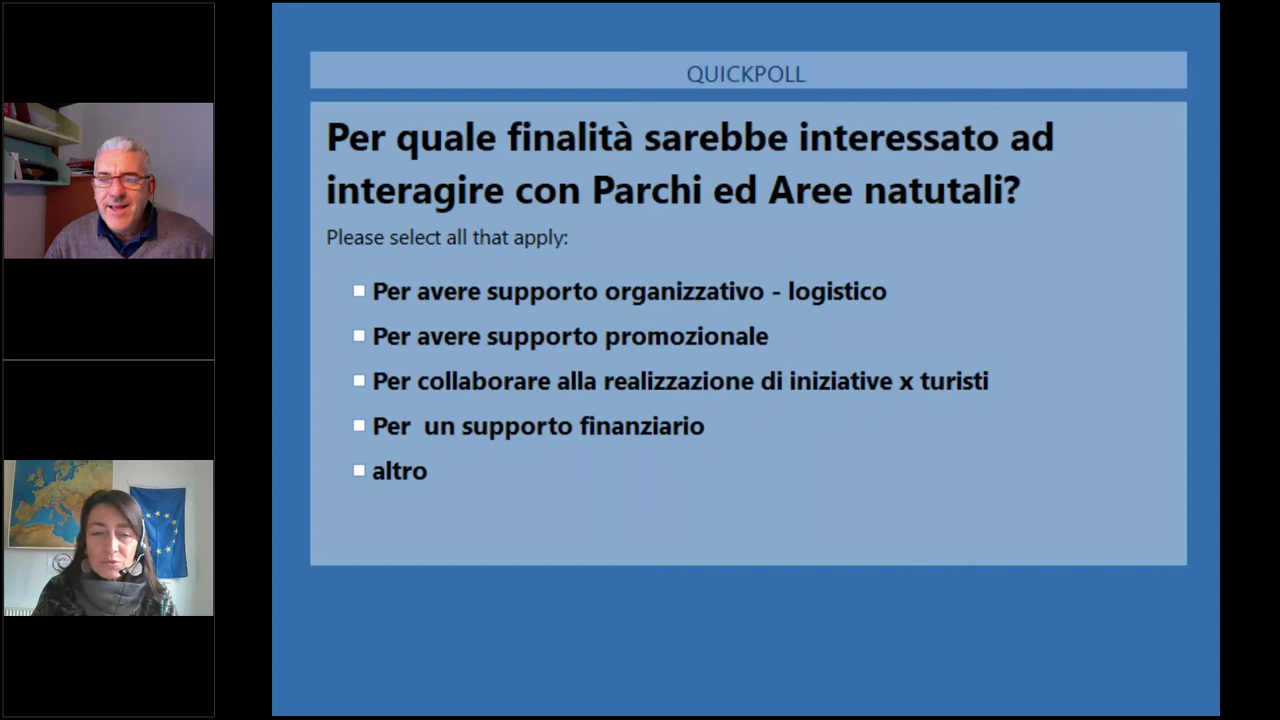 QUICKPOLL
Per quale finalità sarebbe interessato ad
interagire con Parchi ed Aree natutali?
Please select all that apply:
Per avere supporto organizzativo - logistico
Per avere supporto promozionale
Per collaborare alla realizzazione di iniziative x turisti
Per  un supporto finanziario
altro